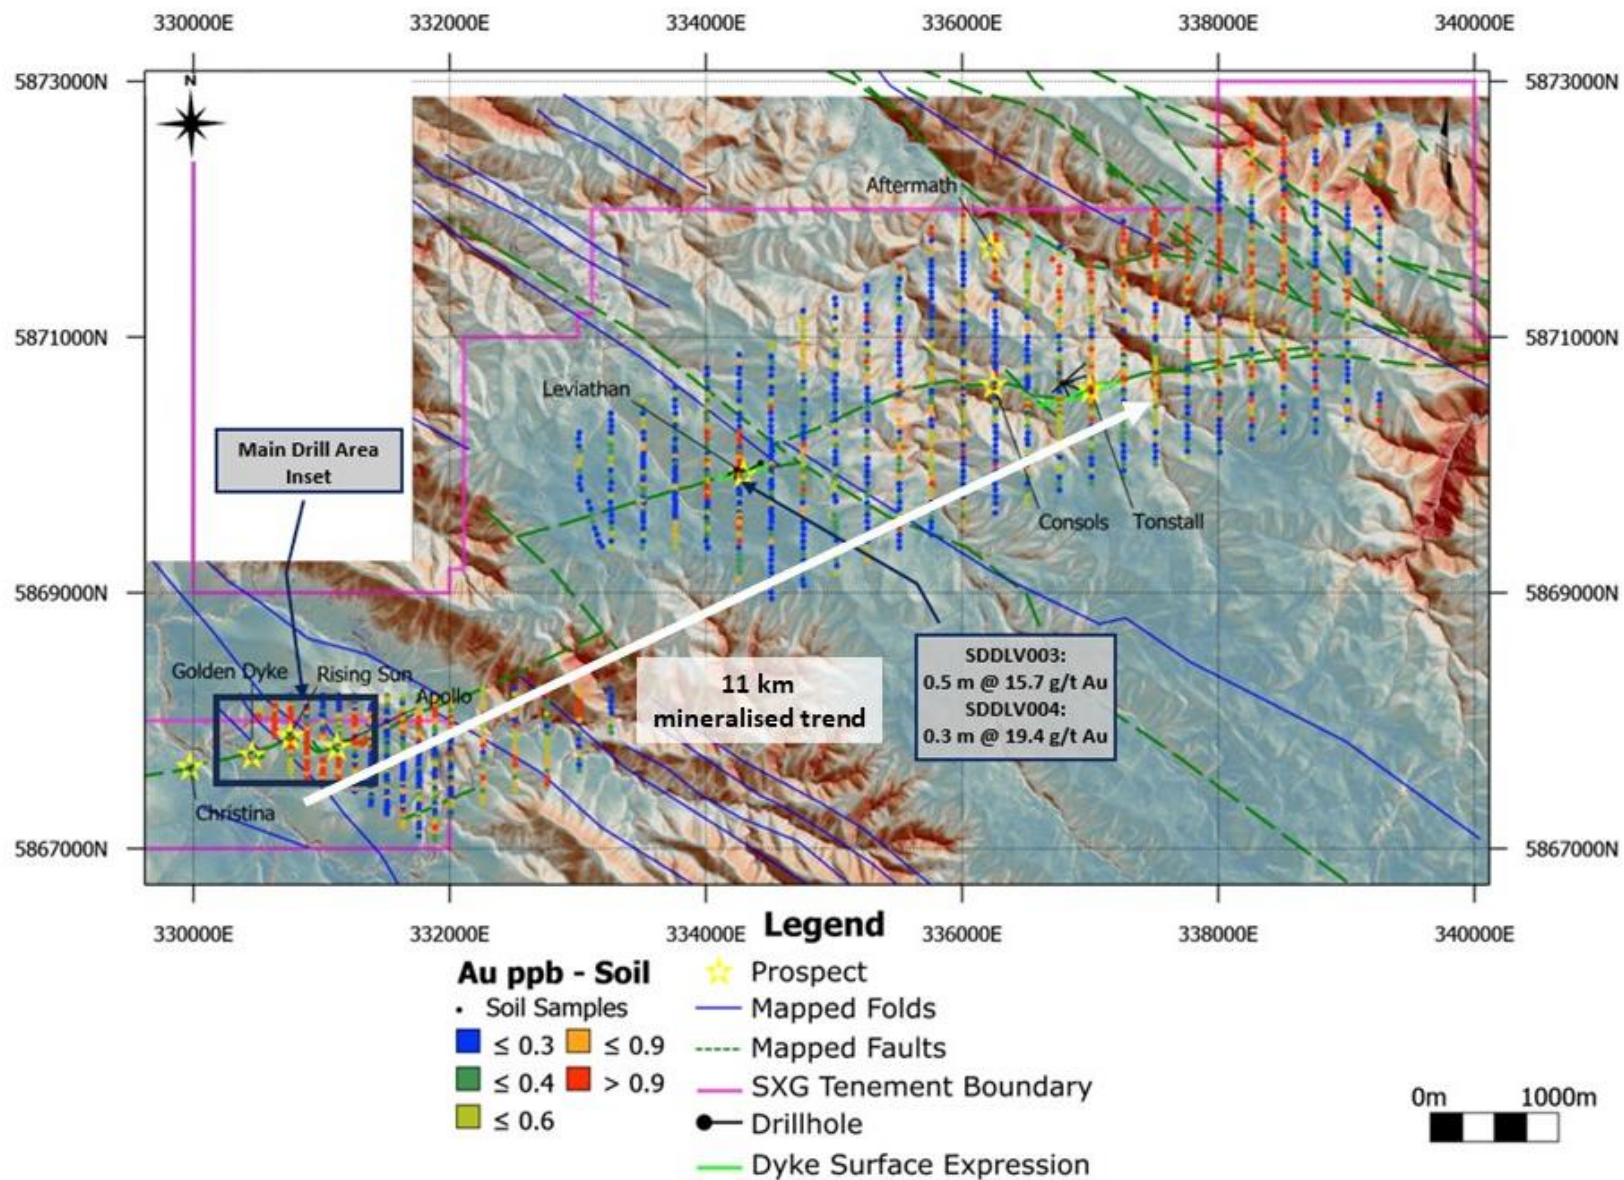 330000E 332000E 334000E 336000E 338000E 340000E
5873000N 5873000N
N
Aftermath
5871000N 5871000N
Leviathan
Main Drill Area
Inset
Consols Tonstall
5869000N 5869000N
Golden Dyke Rising Sun
Apollo
11 km
mineralised trend
SDDLV003:
0.5 m @ 15.7 g/t Au
SDDLV004:
0.3 m @ 19.4 g/t Au
Christina
5867000N 5867000N
330000E 332000E 334000E 336000E 338000E 340000E
Legend
Au ppb - Soil
Soil Samples
≤ 0.3 ≤ 0.9
≤ 0.4 > 0.9
≤ 0.6
Prospect
Mapped Folds
Mapped Faults
SXG Tenement Boundary
Drillhole
Dyke Surface Expression
0m 1000m